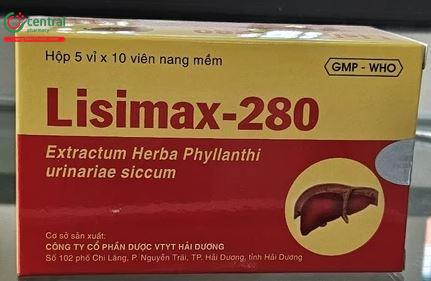 central
pharmacy
Hộp 5 vỉ x 10 viên nang mềm
GMP - WHO
Lisimax-280
Extractum Herba Phyllanthi
urinariae siccum
Cơ sở sản xuất:
CÔNG TY CỔ PHẦN DƯỢC VTYT HẢI DƯƠNG
Số 102 phố Chi Lăng, P. Nguyễn Trãi, TP. Hải Dương, tỉnh Hải Dương